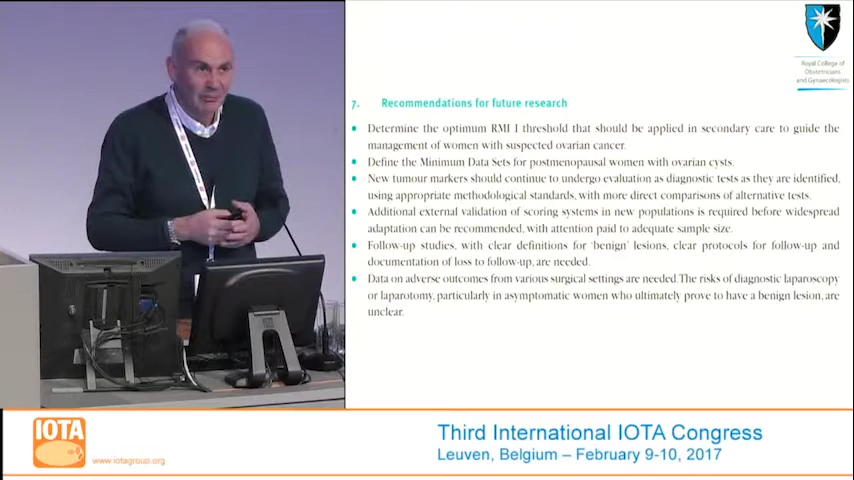 Royal College of
Obstetricians
and Gynaecologists
7. Recommendations for future research
• Determine the optimum RMI I threshold that should be applied in secondary care to guide the
management of women with suspected ovarian cancer.
• Define the Minimum Data Sets for postmenopausal women with ovarian cysts.
• New tumour markers should continue to undergo evaluation as diagnostic tests as they are identified,
using appropriate methodological standards, with more direct comparisons of alternative tests.
• Additional external validation of scoring systems in new populations is required before widespread
adaptation can be recommended, with attention paid to adequate sample size.
• Follow-up studies, with clear definitions for ‘benign’ lesions, clear protocols for follow-up and
documentation of loss to follow-up, are needed.
• Data on adverse outcomes from various surgical settings are needed. The risks of diagnostic laparoscopy
or laparotomy, particularly in asymptomatic women who ultimately prove to have a benign lesion, are
unclear.
IOTA
www.iotagroup.org
Third International IOTA Congress
Leuven, Belgium – February 9-10, 2017